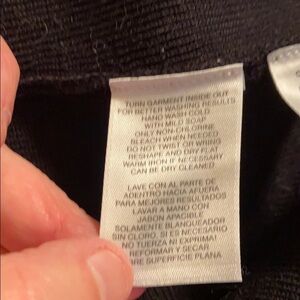 TURN GARMENT INSIDE OUT
FOR BETTER WASHING RESULTS
HAND WASH COLD
WITH MILD SOAP
ONLY NON-CHLORINE
BLEACH WHEN NEEDED
DO NOT TWIST OR WRING
RESHAPE AND DRY FLAT
WARM IRON IF NECESSARY
CAN BE DRY CLEANED
LAVE CON AL PARTE DE
ADENTRO HACIA AFUERA
PARA MEJORES RESULTADOS
LAVAR A MANO CON
JABON APACIBLE
SOLAMENTE BLANQUEADOR
SIN CLORO, SI ES NECESARIO
NO TUERZA NI EXPRIMA
REFORMAR Y SECAR
SUPERFICIE PLANA